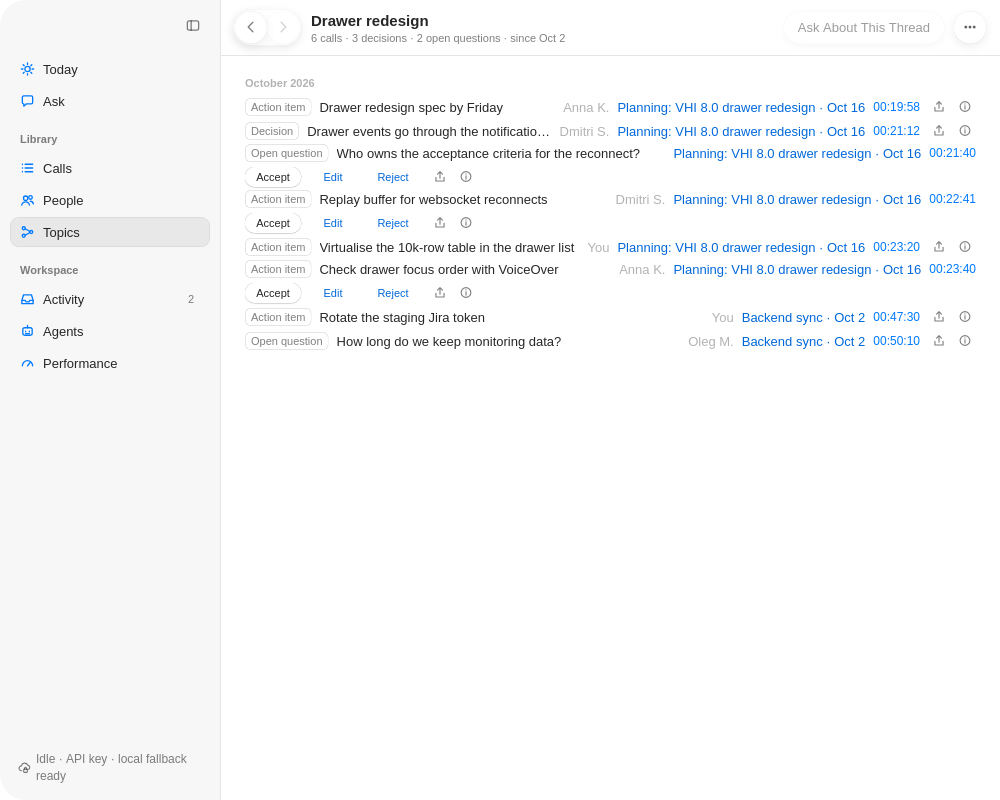 Today
Ask
Library
Calls
People
Topics
Workspace
Activity 2
Agents
Performance
Idle · API key · local fallback
ready
Drawer redesign
6 calls · 3 decisions · 2 open questions · since Oct 2
Ask About This Thread
October 2026
Action item Drawer redesign spec by Friday Anna K. Planning: VHI 8.0 drawer redesign · Oct 16 00:19:58
Decision Drawer events go through the notificatio… Dmitri S. Planning: VHI 8.0 drawer redesign · Oct 16 00:21:12
Open question Who owns the acceptance criteria for the reconnect? Planning: VHI 8.0 drawer redesign · Oct 16 00:21:40
Accept Edit Reject
Action item Replay buffer for websocket reconnects Dmitri S. Planning: VHI 8.0 drawer redesign · Oct 16 00:22:41
Accept Edit Reject
Action item Virtualise the 10k-row table in the drawer list You Planning: VHI 8.0 drawer redesign · Oct 16 00:23:20
Action item Check drawer focus order with VoiceOver Anna K. Planning: VHI 8.0 drawer redesign · Oct 16 00:23:40
Accept Edit Reject
Action item Rotate the staging Jira token You Backend sync · Oct 2 00:47:30
Open question How long do we keep monitoring data? Oleg M. Backend sync · Oct 2 00:50:10